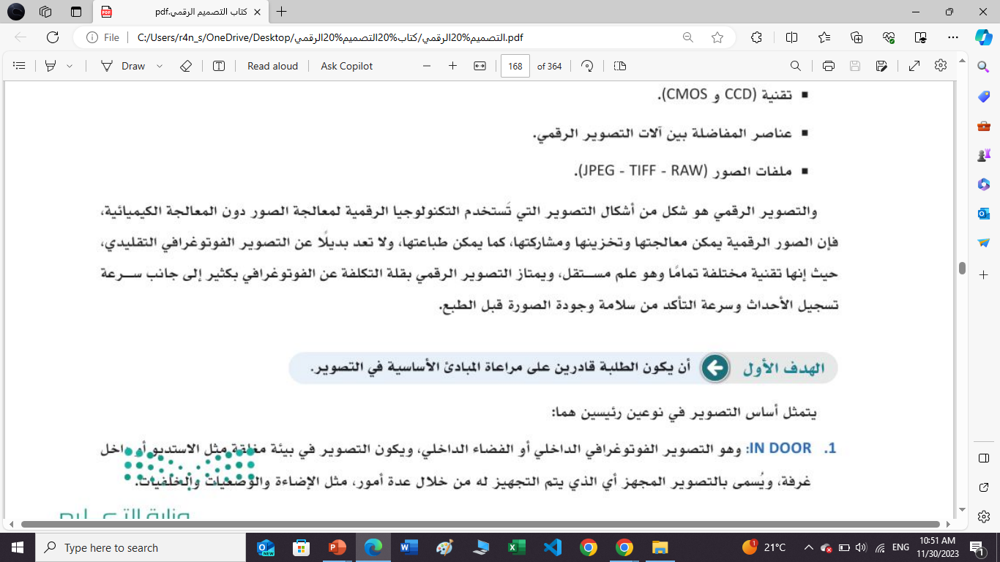 كتاب التصميم الرقمي.pdf
File
C:/Users/r4n_s/OneDrive/Desktop/التصميم%20الرقمي/كتاب%20التصميم%20الرقمي.pdf
Draw
Read aloud
Ask Copilot
168 of 364
▪ تقنية (CCD و CMOS).
▪ عناصر المفاضلة بين آلات التصوير الرقمي.
▪ ملفات الصور (JPEG - TIFF - RAW).
والتصوير الرقمي هو شكل من أشكال التصوير التي تُستخدم التكنولوجيا الرقمية لمعالجة الصور دون المعالجة الكيميائية،
فإن الصور الرقمية يمكن معالجتها وتخزينها ومشاركتها، كما يمكن طباعتها، ولا تعد بديلًا عن التصوير الفوتوغرافي التقليدي،
حيث إنها تقنية مختلفة تمامًا وهو علم مستقل، ويمتاز التصوير الرقمي بقلة التكلفة عن الفوتوغرافي بكثير إلى جانب سرعة
تسجيل الأحداث وسرعة التأكد من سلامة وجودة الصورة قبل الطبع.
الهدف الأول أن يكون الطلبة قادرين على مراعاة المبادئ الأساسية في التصوير.
يتمثل أساس التصوير في نوعين رئيسين هما:
1. IN DOOR: وهو التصوير الفوتوغرافي الداخلي أو الفضاء الداخلي، ويكون التصوير في بيئة مغلقة مثل الاستديو أو داخل
غرفة، ويُسمى بالتصوير المجهز أي الذي يتم التجهيز له من خلال عدة أمور، مثل الإضاءة والوضعيات والخلفيات.
وزارة التعليم
Type here to search
21°C
ENG
10:51 AM
11/30/2023